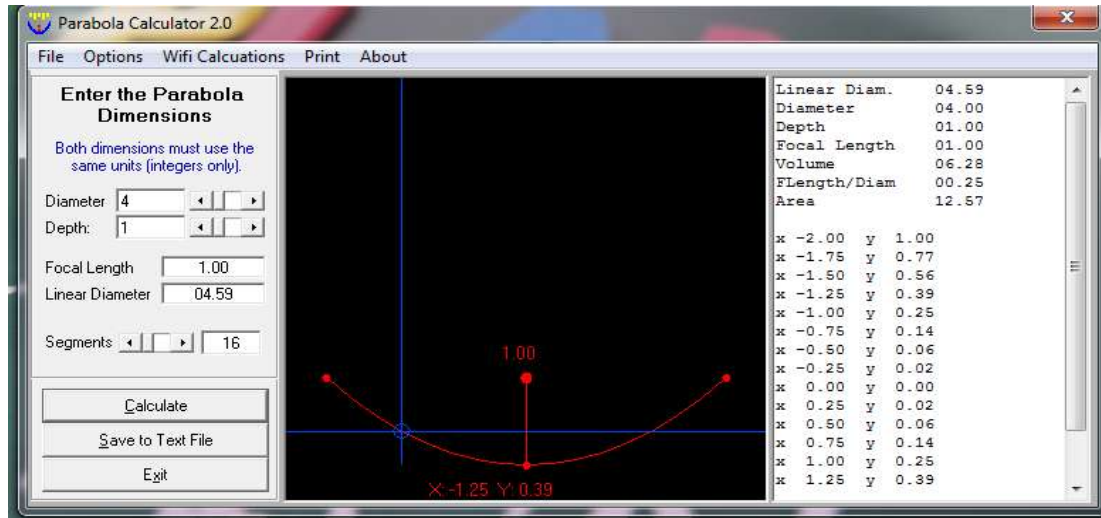 Parabola Calculator 2.0
File Options Wifi Calcuations Print About
Enter the Parabola
Dimensions
Both dimensions must use the
same units (integers only).
Diameter 4
Depth: 1
Focal Length 1.00
Linear Diameter 04.59
Segments 16
Calculate
Save to Text File
Exit
1.00
X: -1.25 Y: 0.39
Linear Diam. 04.59
Diameter 04.00
Depth 01.00
Focal Length 01.00
Volume 06.28
FLength/Diam 00.25
Area 12.57
x -2.00 y 1.00
x -1.75 y 0.77
x -1.50 y 0.56
x -1.25 y 0.39
x -1.00 y 0.25
x -0.75 y 0.14
x -0.50 y 0.06
x -0.25 y 0.02
x 0.00 y 0.00
x 0.25 y 0.02
x 0.50 y 0.06
x 0.75 y 0.14
x 1.00 y 0.25
x 1.25 y 0.39